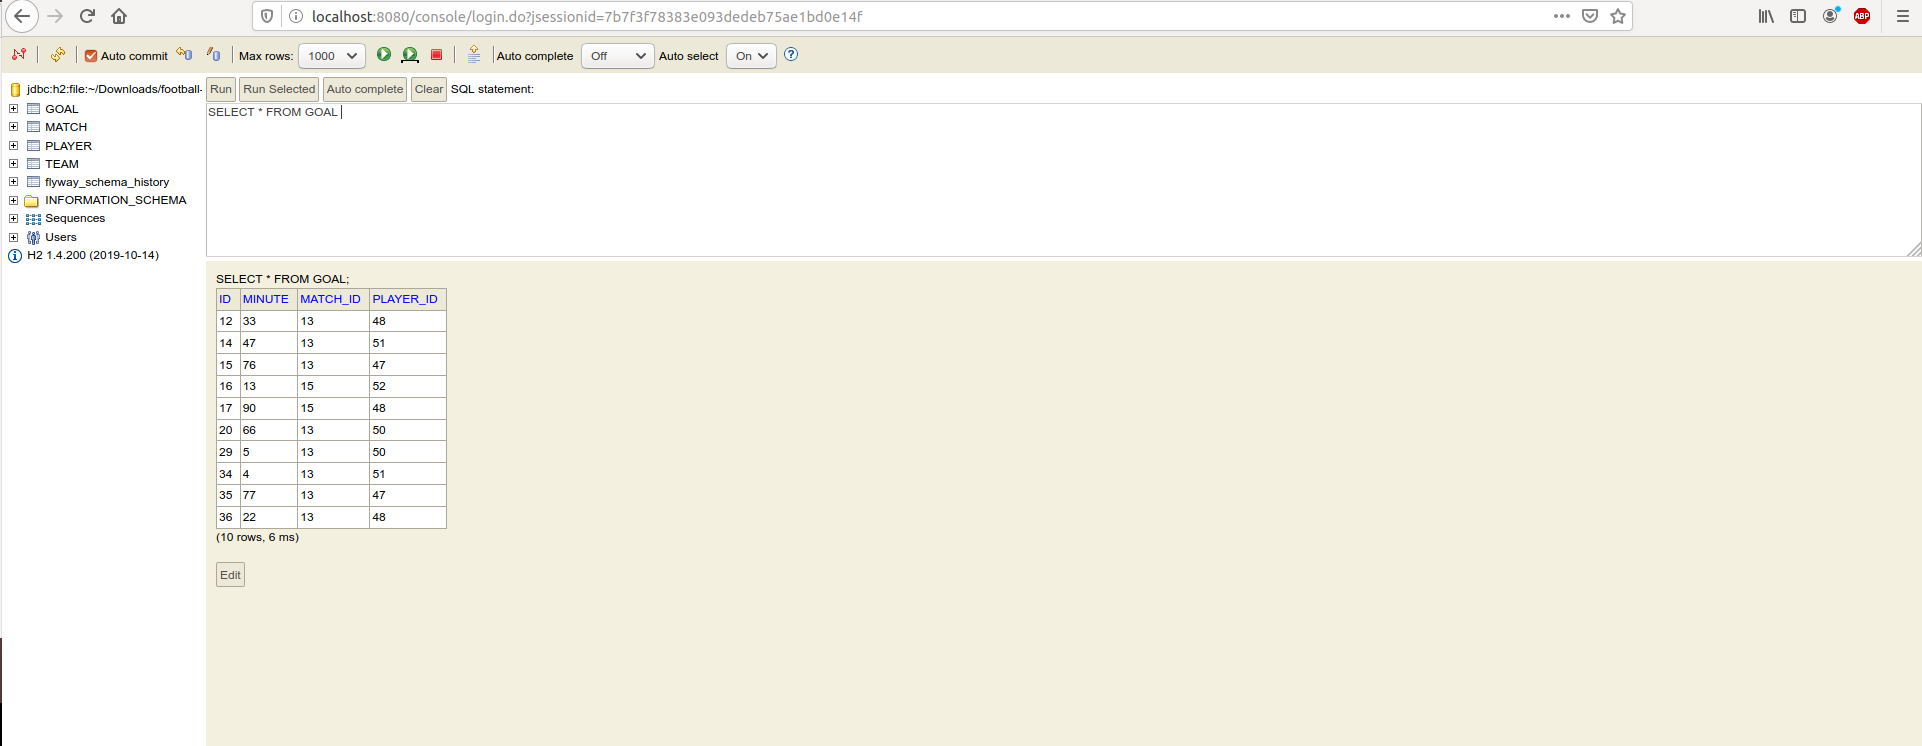 localhost:8080/console/login.do?jsessionid=7b7f3f78383e093dedeb75ae1bd0e14f
ABP
Auto commit Max rows: 1000 Auto complete Off Auto select On ?
jdbc:h2:file:~/Downloads/football-
GOAL
MATCH
PLAYER
TEAM
flyway_schema_history
INFORMATION_SCHEMA
Sequences
Users
H2 1.4.200 (2019-10-14)
Run Run Selected Auto complete Clear SQL statement:
SELECT * FROM GOAL
SELECT * FROM GOAL;
ID MINUTE MATCH_ID PLAYER_ID
12 33 13 48
14 47 13 51
15 76 13 47
16 13 15 52
17 90 15 48
20 66 13 50
29 5 13 50
34 4 13 51
35 77 13 47
36 22 13 48
(10 rows, 6 ms)
Edit